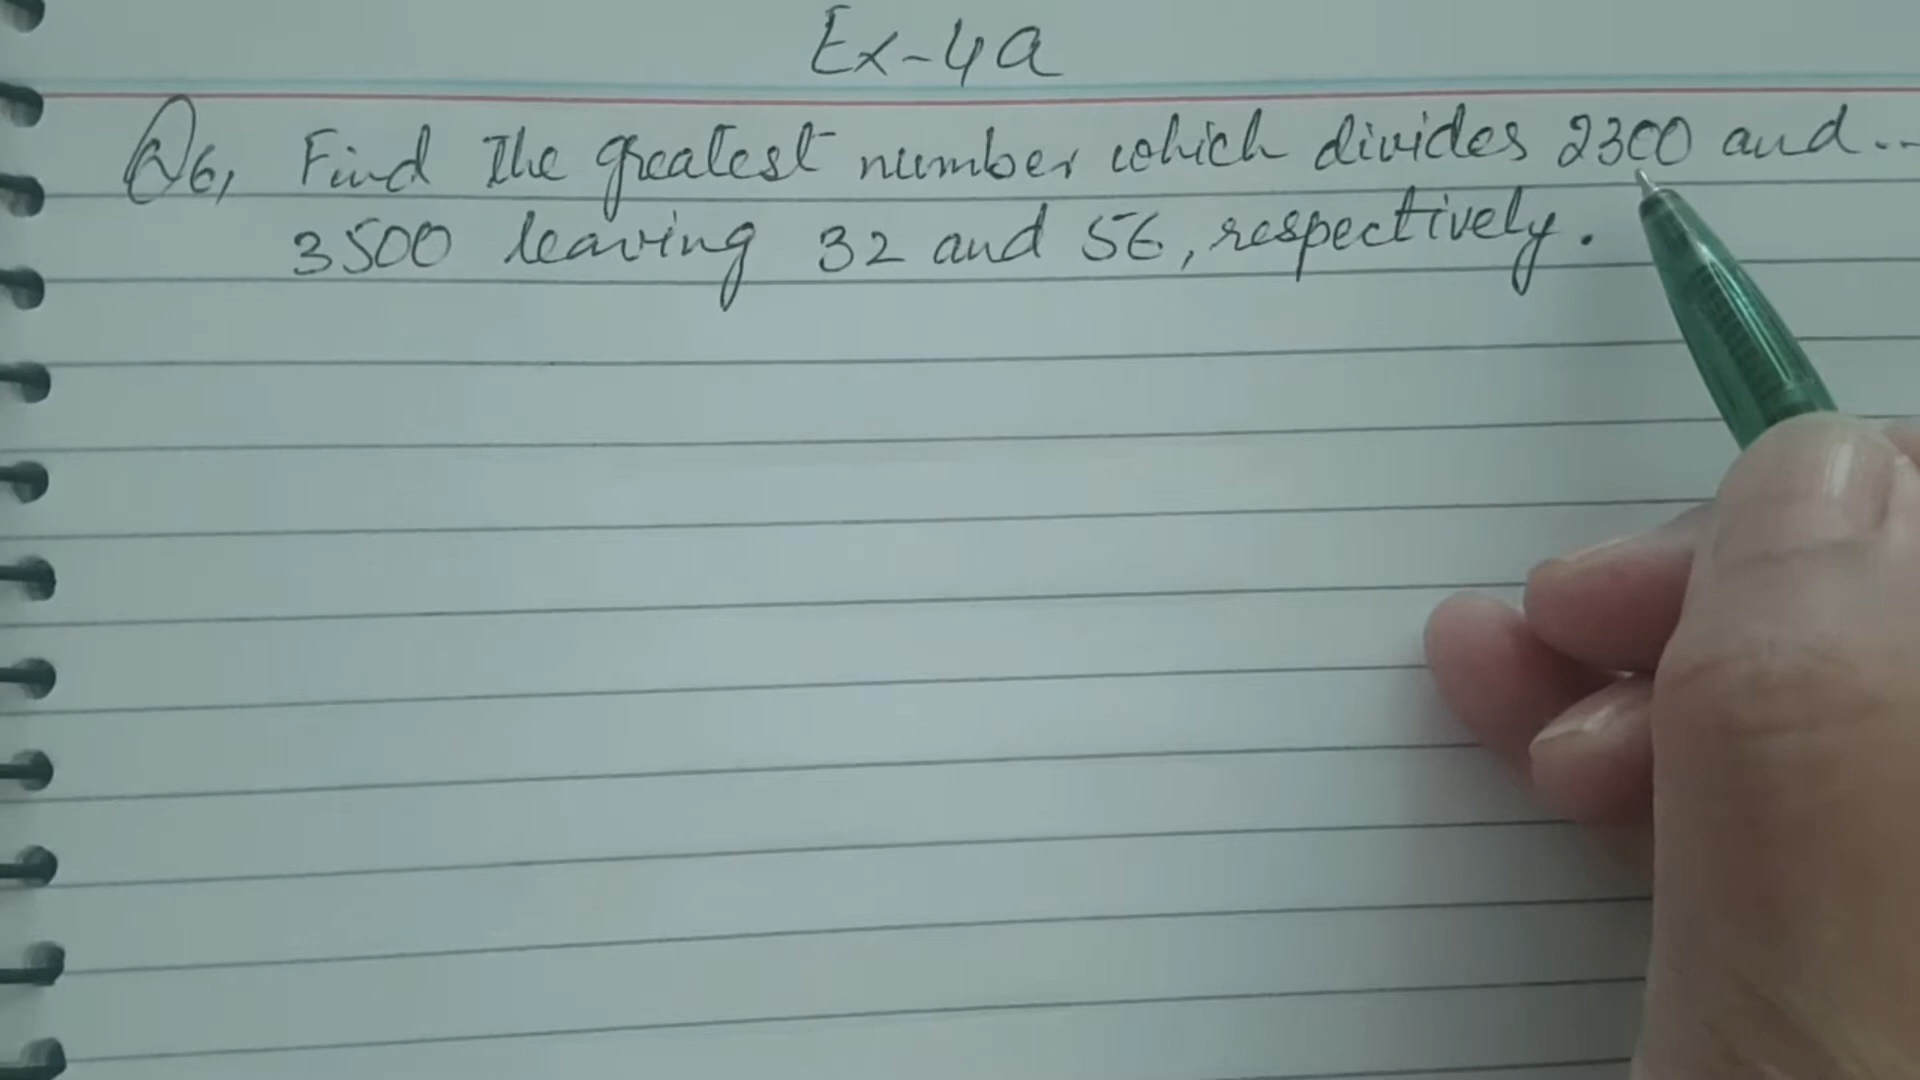 Ex-4a
Q6, Find the greatest number which divides 2300 and..
3500 leaving 32 and 56, respectively.